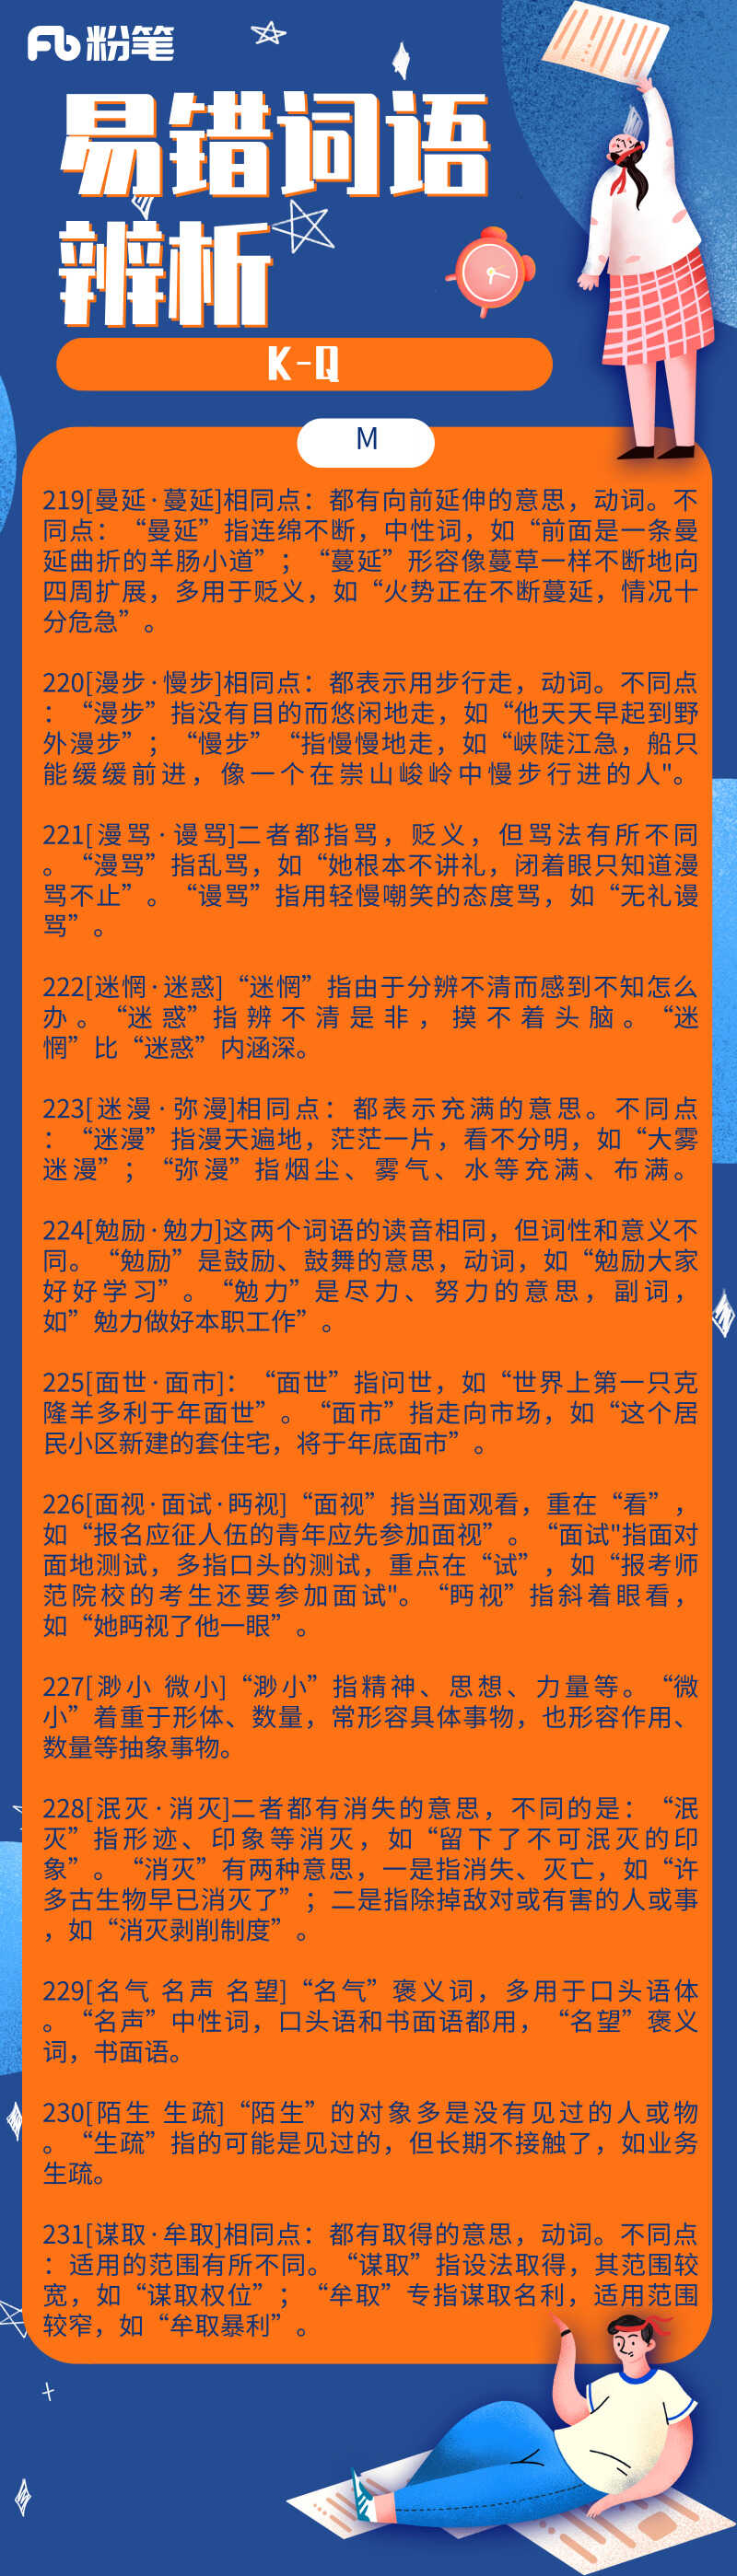 粉笔
易错词语
辨析
K-Q
M
219[曼延·蔓延]相同点：都有向前延伸的意思，动词。不
同点：“曼延”指连绵不断，中性词，如“前面是一条曼
延曲折的羊肠小道”；“蔓延”形容像蔓草一样不断地向
四周扩展，多用于贬义，如“火势正在不断蔓延，情况十
分危急”。
220[漫步·慢步]相同点：都表示用步行走，动词。不同点
：“漫步”指没有目的而悠闲地走，如“他天天早起到野
外漫步”；“慢步”“指慢慢地走，如“峡陡江急，船只
能缓缓前进，像一个在崇山峻岭中慢步行进的人"。
221[漫骂·谩骂]二者都指骂，贬义，但骂法有所不同
。“漫骂”指乱骂，如“她根本不讲礼，闭着眼只知道漫
骂不止”。“谩骂”指用轻慢嘲笑的态度骂，如“无礼谩
骂”。
222[迷惘·迷惑]“迷惘”指由于分辨不清而感到不知怎么
办。“迷惑”指辨不清是非，摸不着头脑。“迷
惘”比“迷惑”内涵深。
223[迷漫·弥漫]相同点：都表示充满的意思。不同点
：“迷漫”指漫天遍地，茫茫一片，看不分明，如“大雾
迷漫”；“弥漫”指烟尘、雾气、水等充满、布满。
224[勉励·勉力]这两个词语的读音相同，但词性和意义不
同。“勉励”是鼓励、鼓舞的意思，动词，如“勉励大家
好好学习”。“勉力”是尽力、努力的意思，副词，
如”勉力做好本职工作”。
225[面世·面市]：“面世”指问世，如“世界上第一只克
隆羊多利于年面世”。“面市”指走向市场，如“这个居
民小区新建的套住宅，将于年底面市”。
226[面视·面试·眄视]“面视”指当面观看，重在“看”，
如“报名应征人伍的青年应先参加面视”。“面试"指面对
面地测试，多指口头的测试，重点在“试”，如“报考师
范院校的考生还要参加面试"。“眄视”指斜着眼看，
如“她眄视了他一眼”。
227[渺小 微小]“渺小”指精神、思想、力量等。“微
小”着重于形体、数量，常形容具体事物，也形容作用、
数量等抽象事物。
228[泯灭·消灭]二者都有消失的意思，不同的是：“泯
灭”指形迹、印象等消灭，如“留下了不可泯灭的印
象”。“消灭”有两种意思，一是指消失、灭亡，如“许
多古生物早已消灭了”；二是指除掉敌对或有害的人或事
，如“消灭剥削制度”。
229[名气 名声 名望]“名气”褒义词，多用于口头语体
。“名声”中性词，口头语和书面语都用，“名望”褒义
词，书面语。
230[陌生 生疏]“陌生”的对象多是没有见过的人或物
。“生疏”指的可能是见过的，但长期不接触了，如业务
生疏。
231[谋取·牟取]相同点：都有取得的意思，动词。不同点
：适用的范围有所不同。“谋取”指设法取得，其范围较
宽，如“谋取权位”；“牟取”专指谋取名利，适用范围
较窄，如“牟取暴利”。